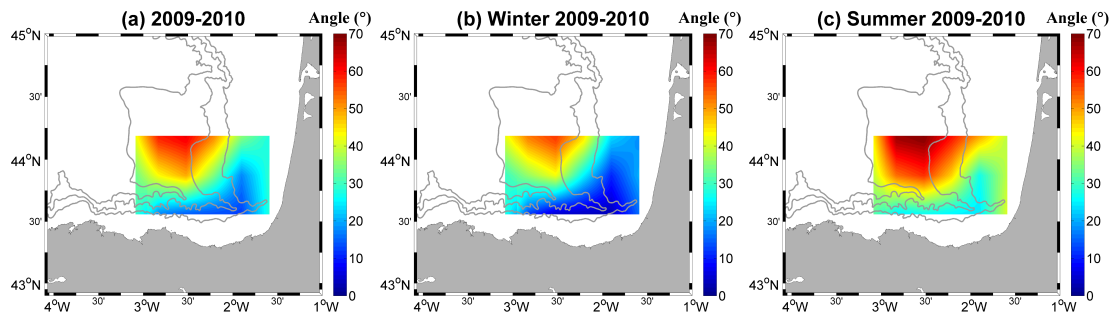 (a) 2009-2010 Angle (°)
(b) Winter 2009-2010 Angle (°)
(c) Summer 2009-2010 Angle (°)
45°N 70 45°N 70 45°N 70
60 60 60
30' 50 30' 50 30' 50
44°N 40 44°N 40 44°N 40
30 30 30
30' 20 30' 20 30' 20
10 10 10
43°N 0 43°N 0 43°N 0
4°W 30' 3°W 30' 2°W 30' 1°W
4°W 30' 3°W 30' 2°W 30' 1°W
4°W 30' 3°W 30' 2°W 30' 1°W